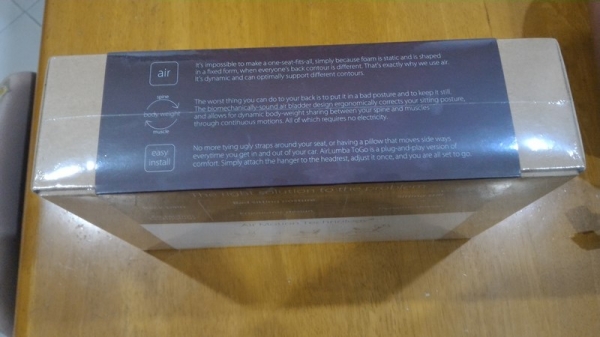 air
It's impossible to make a one-seat-fits-all, simply because foam is static and is shaped
in a fixed form, when everyone's back contour is different. That's exactly why we use air.
It's dynamic and can optimally support different contours.
spine
body weight
muscle
The worst thing you can do to your back is to put it in a bad posture and to keep it still.
The biomechanically-sound air bladder design ergonomically corrects your sitting posture,
and allows for dynamic body-weight sharing between your spine and muscles
through continuous motions. All of which requires no electricity.
easy
install
No more tying ugly straps around your seat, or having a pillow that moves side ways
everytime you get in and out of your car. AirLumba ToGo is a plug-and-play version of
comfort. Simply attach the hanger to the headrest, adjust it once, and you are all set to go.